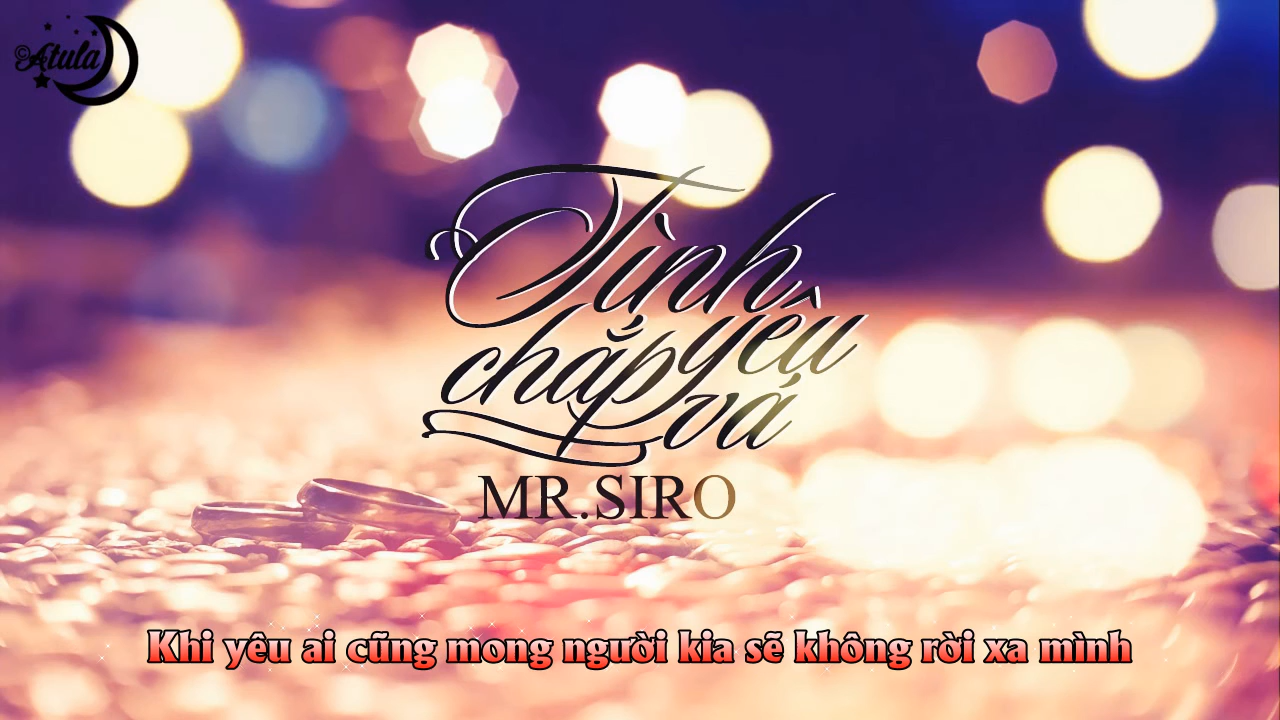 ©Atula
Tình yêu
chắp vá
MR.SIRO
Khi yêu ai cũng mong người kia sẽ không rời xa mình